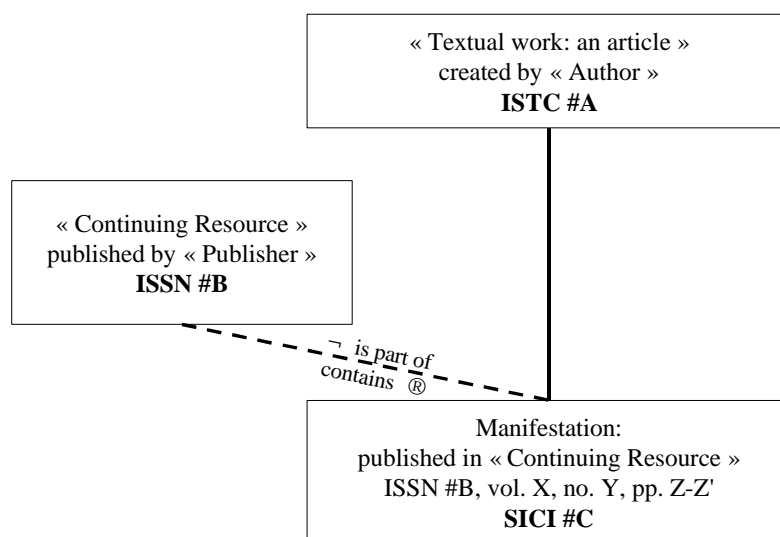 « Textual work: an article »
created by « Author »
ISTC #A
« Continuing Resource »
published by « Publisher »
ISSN #B
¬ is part of
contains ®
Manifestation:
published in « Continuing Resource »
ISSN #B, vol. X, no. Y, pp. Z-Z'
SICI #C